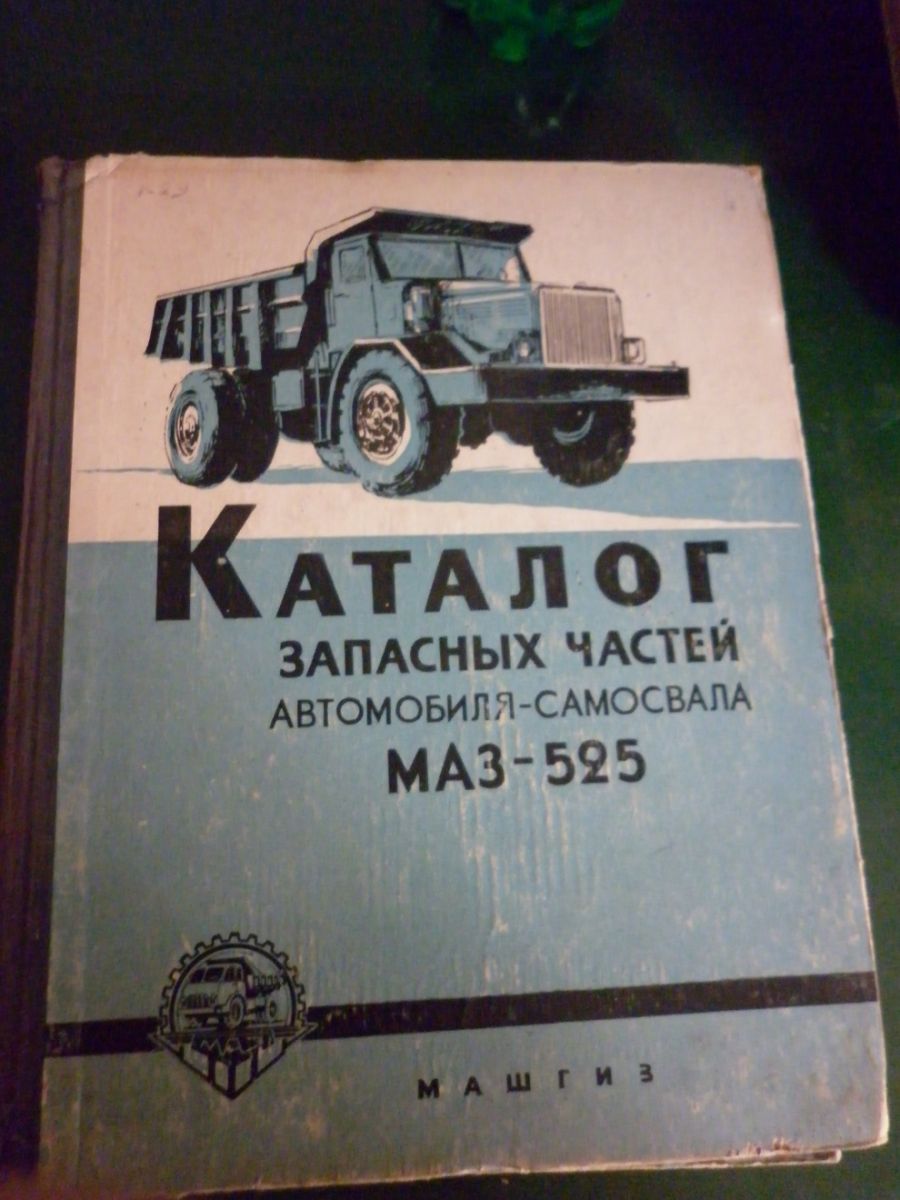 КАТАЛОГ
ЗАПАСНЫХ ЧАСТЕЙ
АВТОМОБИЛЯ-САМОСВАЛА
МАЗ-525
МАШГИЗ